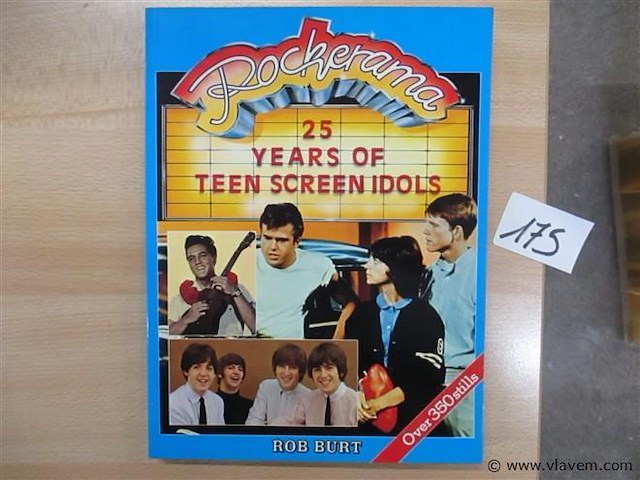 Rockerama
25
YEARS OF
TEEN SCREEN IDOLS
175
Over 350 stills
ROB BURT
© www.vlavem.com